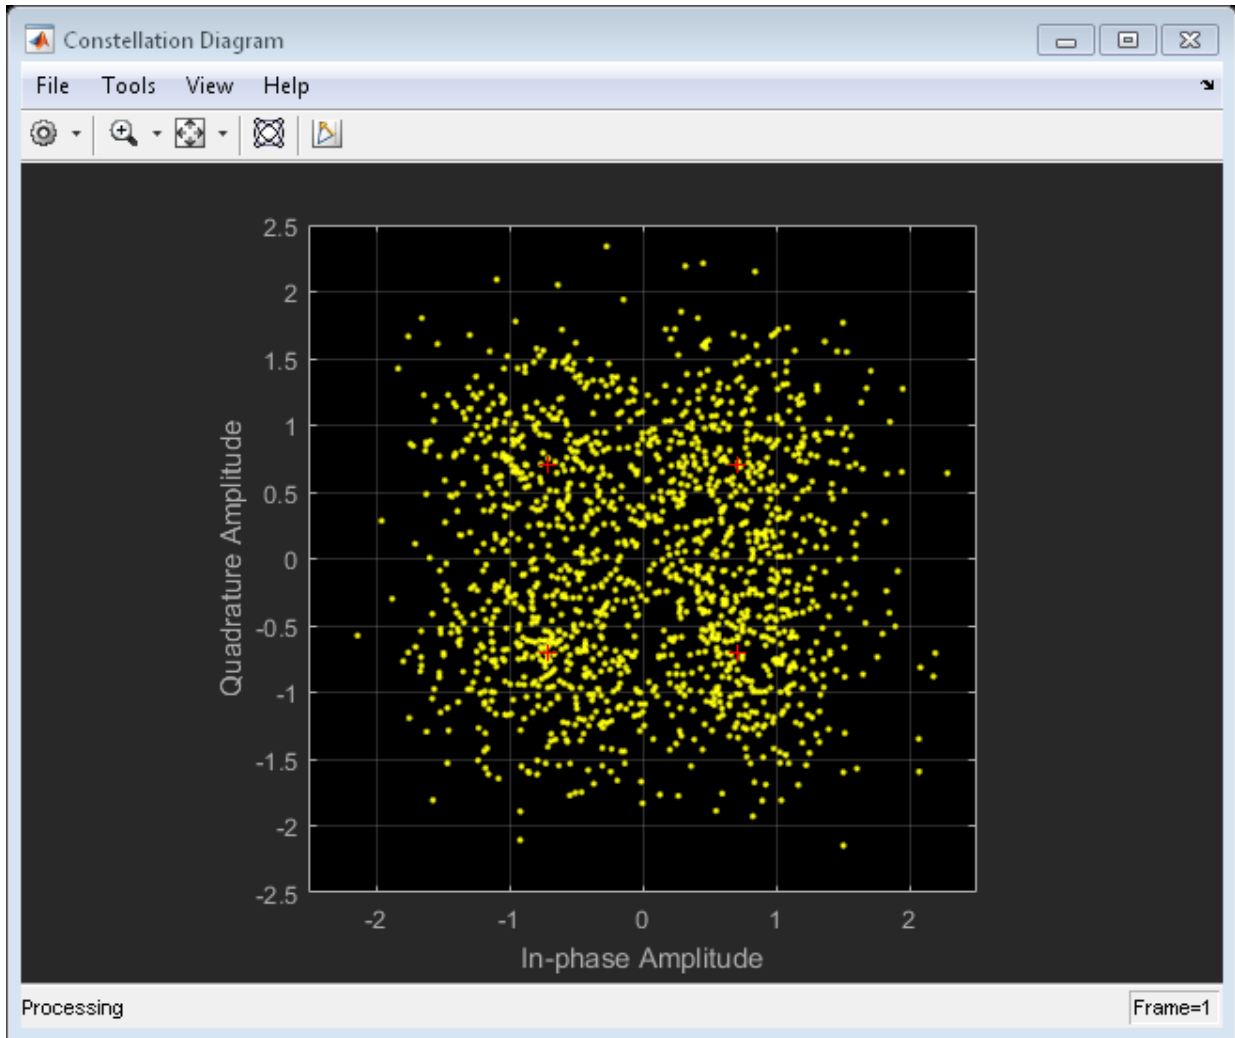 Constellation Diagram
File Tools View Help
2.5
2
1.5
1
0.5
0
-0.5
-1
-1.5
-2
-2.5
Quadrature Amplitude
-2 -1 0 1 2
In-phase Amplitude
Processing Frame=1